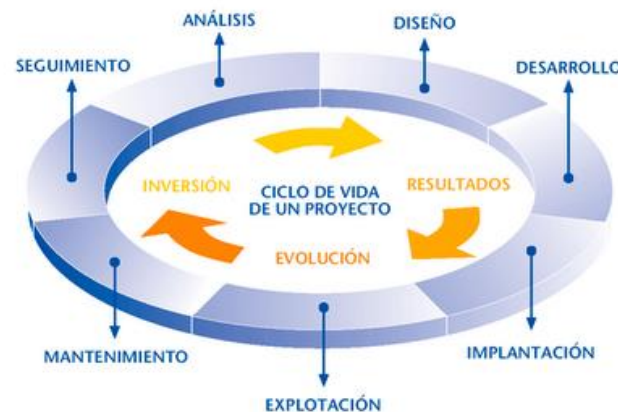 ANÁLISIS
DISEÑO
SEGUIMIENTO
DESARROLLO
INVERSIÓN
CICLO DE VIDA
DE UN PROYECTO
RESULTADOS
EVOLUCIÓN
MANTENIMIENTO
IMPLANTACIÓN
EXPLOTACIÓN